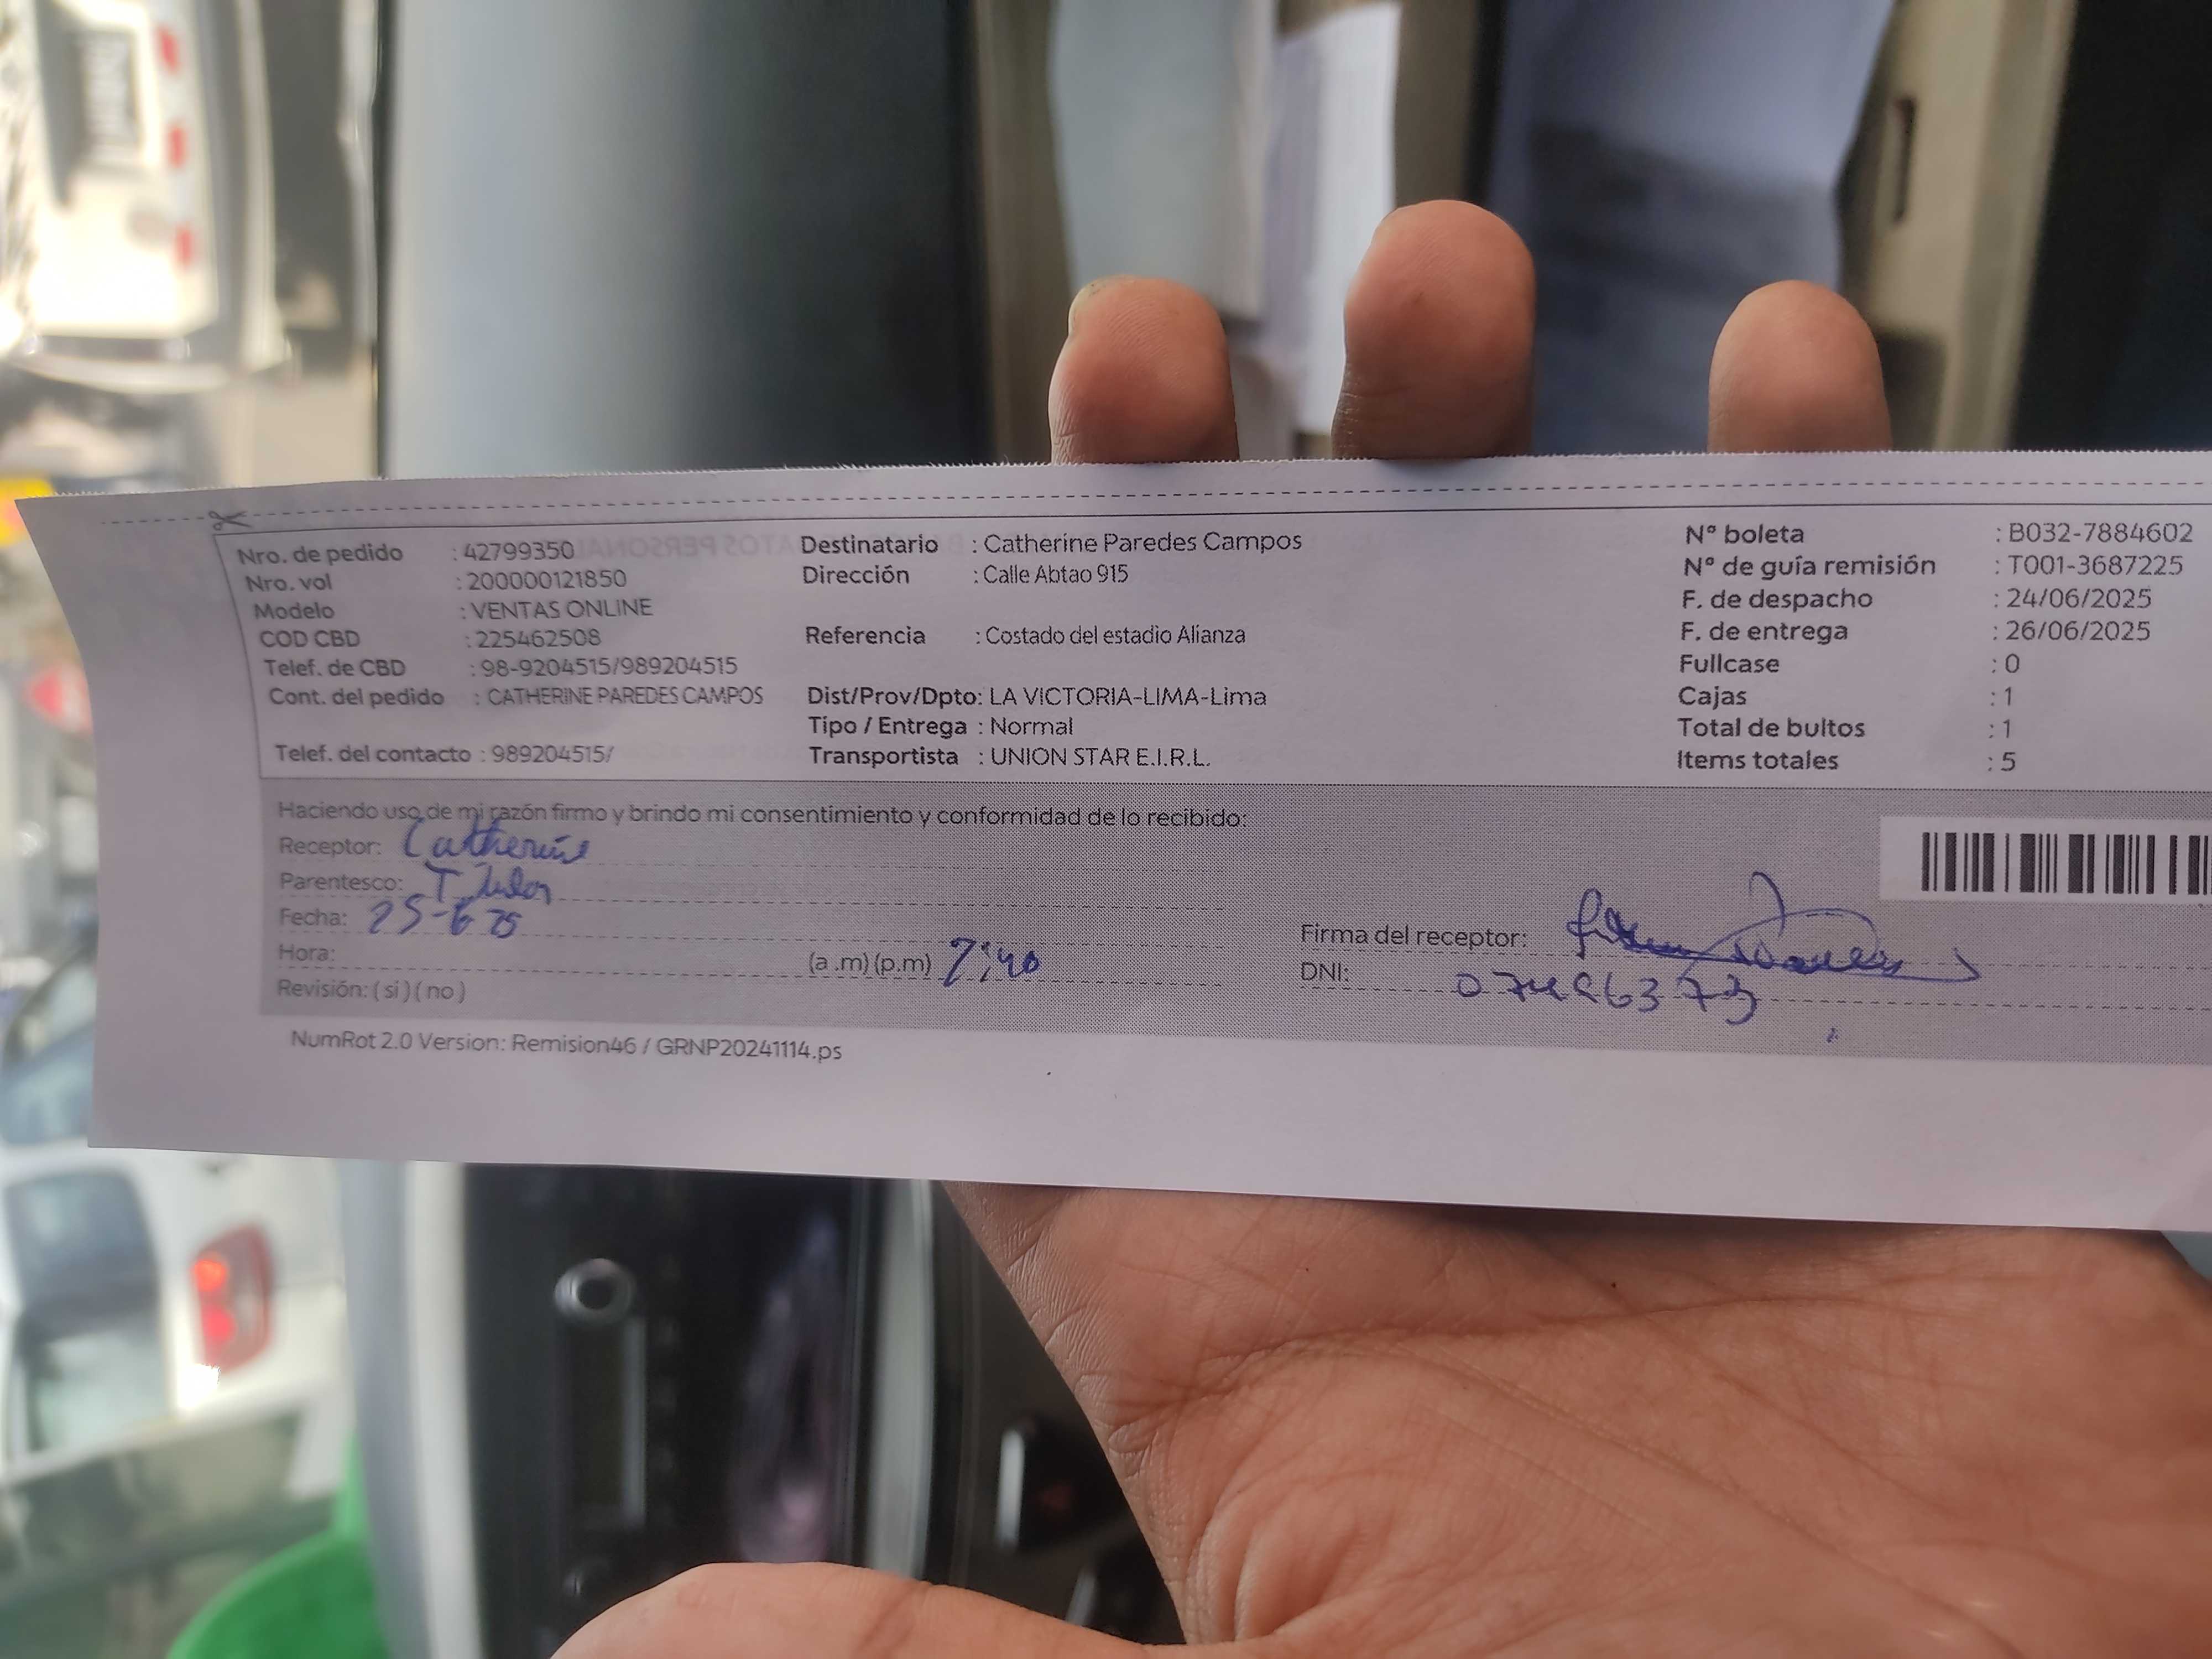 Nro. de pedido : 42799350
Nro. vol : 200000121850
Modelo : VENTAS ONLINE
COD CBD : 225462508
Telef. de CBD : 98-9204515/989204515
Cont. del pedido : CATHERINE PAREDES CAMPOS
Telef. del contacto : 989204515/
Destinatario : Catherine Paredes Campos
Dirección : Calle Abtao 915
Referencia : Costado del estadio Alianza
Dist/Prov/Dpto: LA VICTORIA-LIMA-Lima
Tipo / Entrega : Normal
Transportista : UNION STAR E.I.R.L.
N° boleta : B032-7884602
N° de guía remisión : T001-3687225
F. de despacho : 24/06/2025
F. de entrega : 26/06/2025
Fullcase : 0
Cajas : 1
Total de bultos : 1
Items totales : 5
Haciendo uso de mi razón firmo y brindo mi consentimiento y conformidad de lo recibido:
Receptor: Catherine
Parentesco: T
Fecha: 25-6-25
Hora: (a .m) (p.m) 7:40
Revisión: ( si ) ( no )
Firma del receptor:
DNI:
NumRot 2.0 Version: Remision46 / GRNP20241114.ps